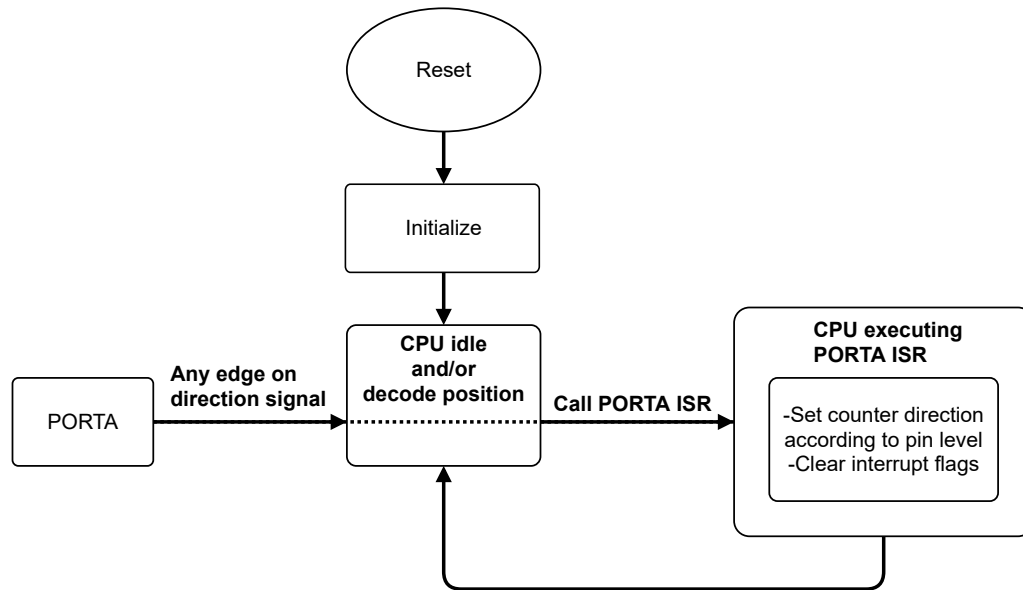 Reset
Initialize
CPU idle
and/or
decode position
Any edge on
direction signal
PORTA
Call PORTA ISR
CPU executing
PORTA ISR
-Set counter direction
according to pin level
-Clear interrupt flags